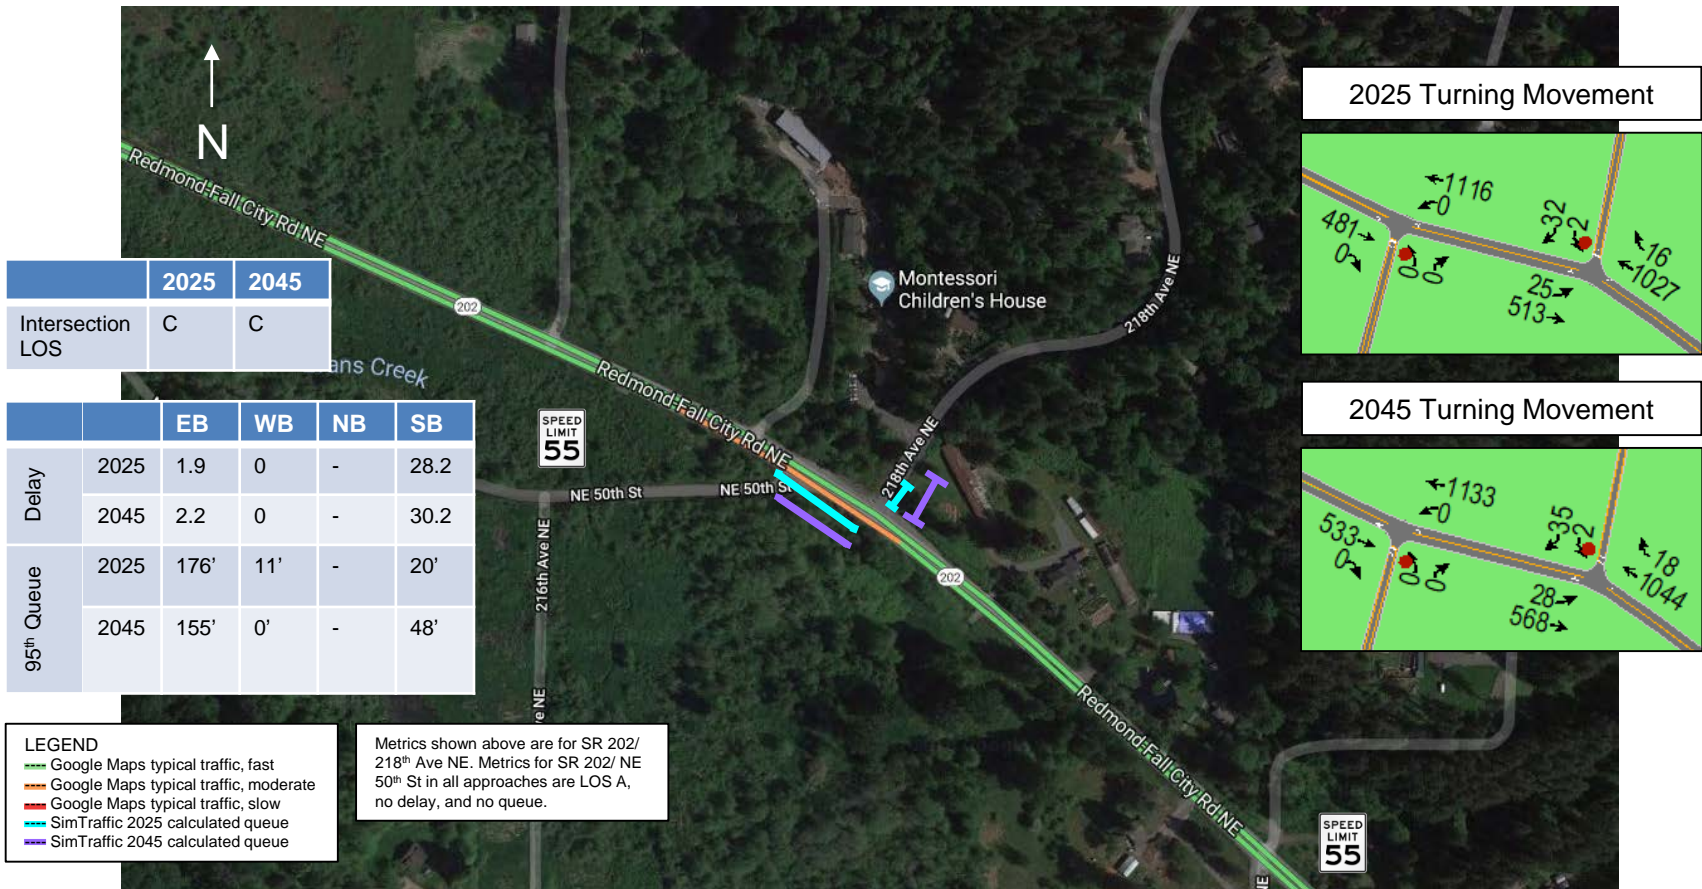 N
Redmond-Fall City Rd NE
202
ans Creek
Redmond-Fall City Rd NE
Montessori
Children's House
218th Ave NE
218th Ave NE
SPEED
LIMIT
55
NE 50th St
NE 50th St
216th Ave NE
ve NE
202
Redmond-Fall City Rd NE
SPEED
LIMIT
55
NE
2025 2045
Intersection LOS C C
EB WB NB SB
Delay
2025 1.9 0 - 28.2
2045 2.2 0 - 30.2
95th Queue
2025 176' 11' - 20'
2045 155' 0' - 48'
LEGEND
Google Maps typical traffic, fast
Google Maps typical traffic, moderate
Google Maps typical traffic, slow
SimTraffic 2025 calculated queue
SimTraffic 2045 calculated queue
Metrics shown above are for SR 202/
218th Ave NE. Metrics for SR 202/ NE
50th St in all approaches are LOS A,
no delay, and no queue.
2025 Turning Movement
1116
0
481
0
0
0
32
2
16
1027
25
513
2045 Turning Movement
1133
0
533
0
0
0
35
2
18
1044
28
568